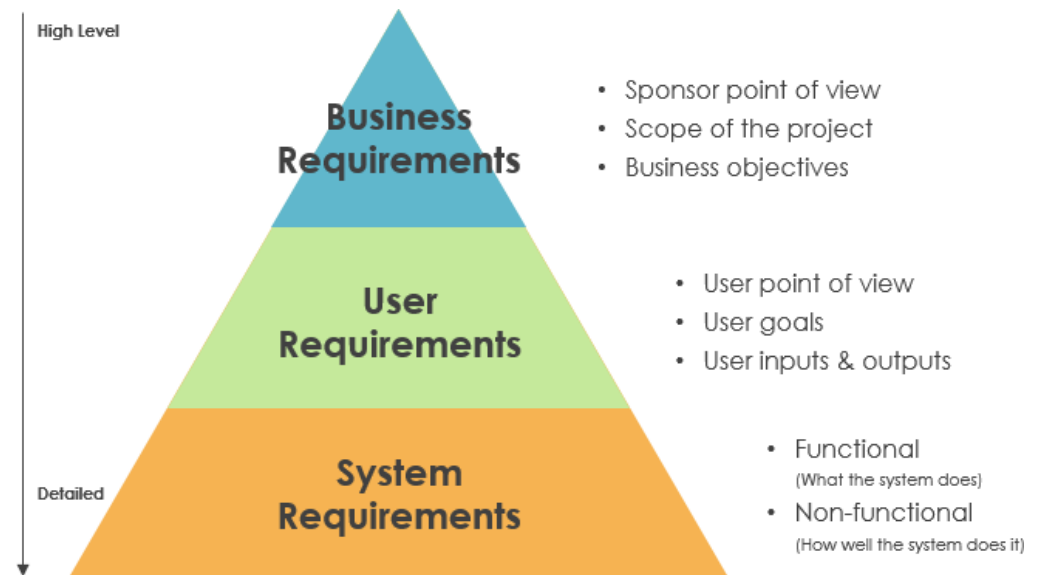 High Level
Business
Requirements
• Sponsor point of view
• Scope of the project
• Business objectives
User
Requirements
• User point of view
• User goals
• User inputs & outputs
Detailed
System
Requirements
• Functional
(What the system does)
• Non-functional
(How well the system does it)